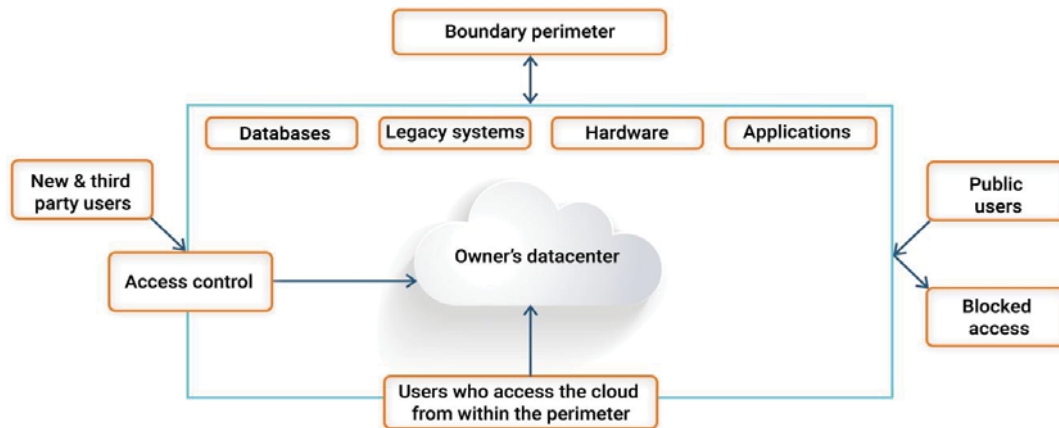 Boundary perimeter
Databases
Legacy systems
Hardware
Applications
New & third
party users
Public
users
Owner's datacenter
Access control
Blocked
access
Users who access the cloud
from within the perimeter